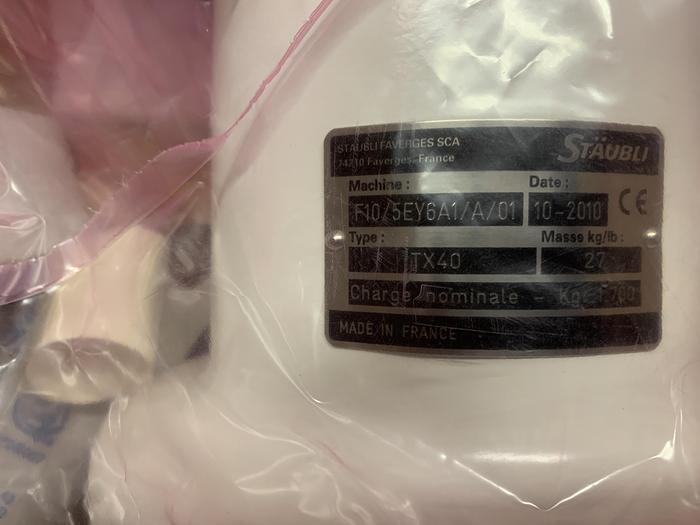 STÄUBLI FAVERGES SCA
74210 Faverges, France
STÄUBLI
Machine :
Date :
F10/5EY6A1/A/01
10-2010
CE
Type :
Masse kg/lb :
TX40
27
Charge nominale - Kg
MADE IN FRANCE